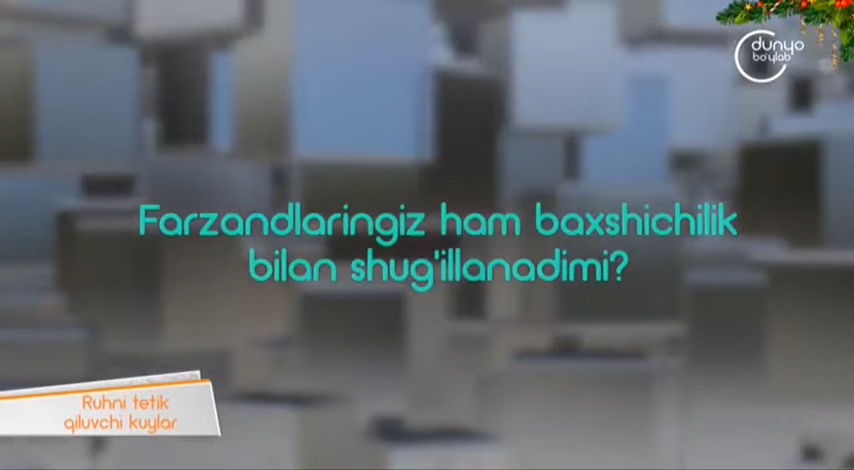 dunyo
bo'ylab
Farzandlaringiz ham baxshichilik
bilan shug'illanadimi?
Ruhni tetik
qiluvchi kuylar